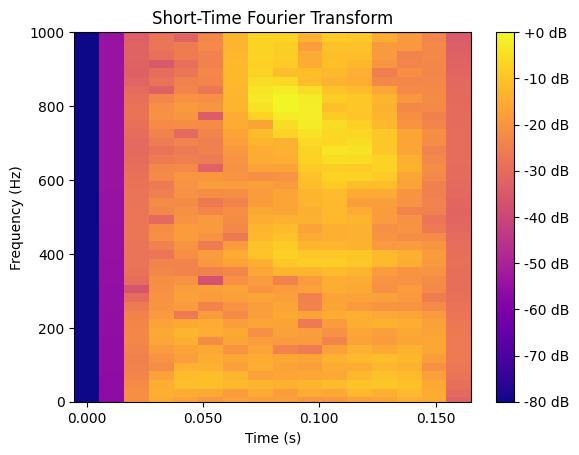 Short-Time Fourier Transform
1000
800
600
400
200
0
Frequency (Hz)
0.000
0.050
0.100
0.150
Time (s)
+0 dB
-10 dB
-20 dB
-30 dB
-40 dB
-50 dB
-60 dB
-70 dB
-80 dB